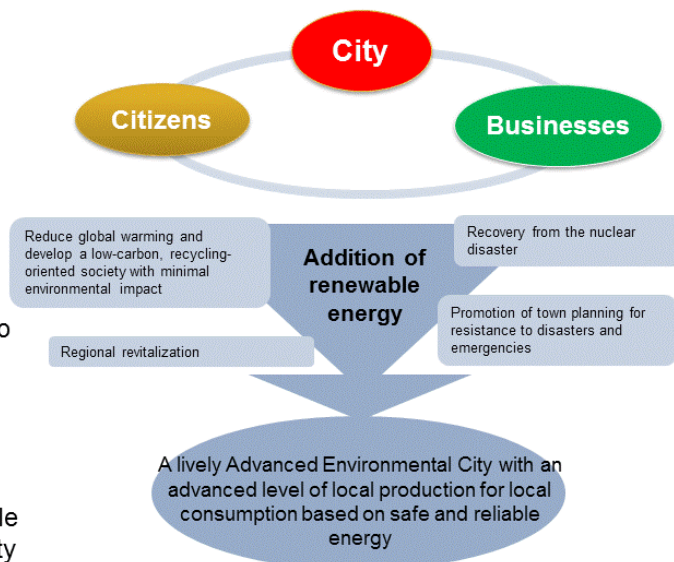 City
Citizens
Businesses
Reduce global warming and
develop a low-carbon, recycling-
oriented society with minimal
environmental impact
Addition of
renewable
energy
Recovery from the nuclear
disaster
Promotion of town planning for
resistance to disasters and
emergencies
Regional revitalization
A lively Advanced Environmental City with an
advanced level of local production for local
consumption based on safe and reliable
energy